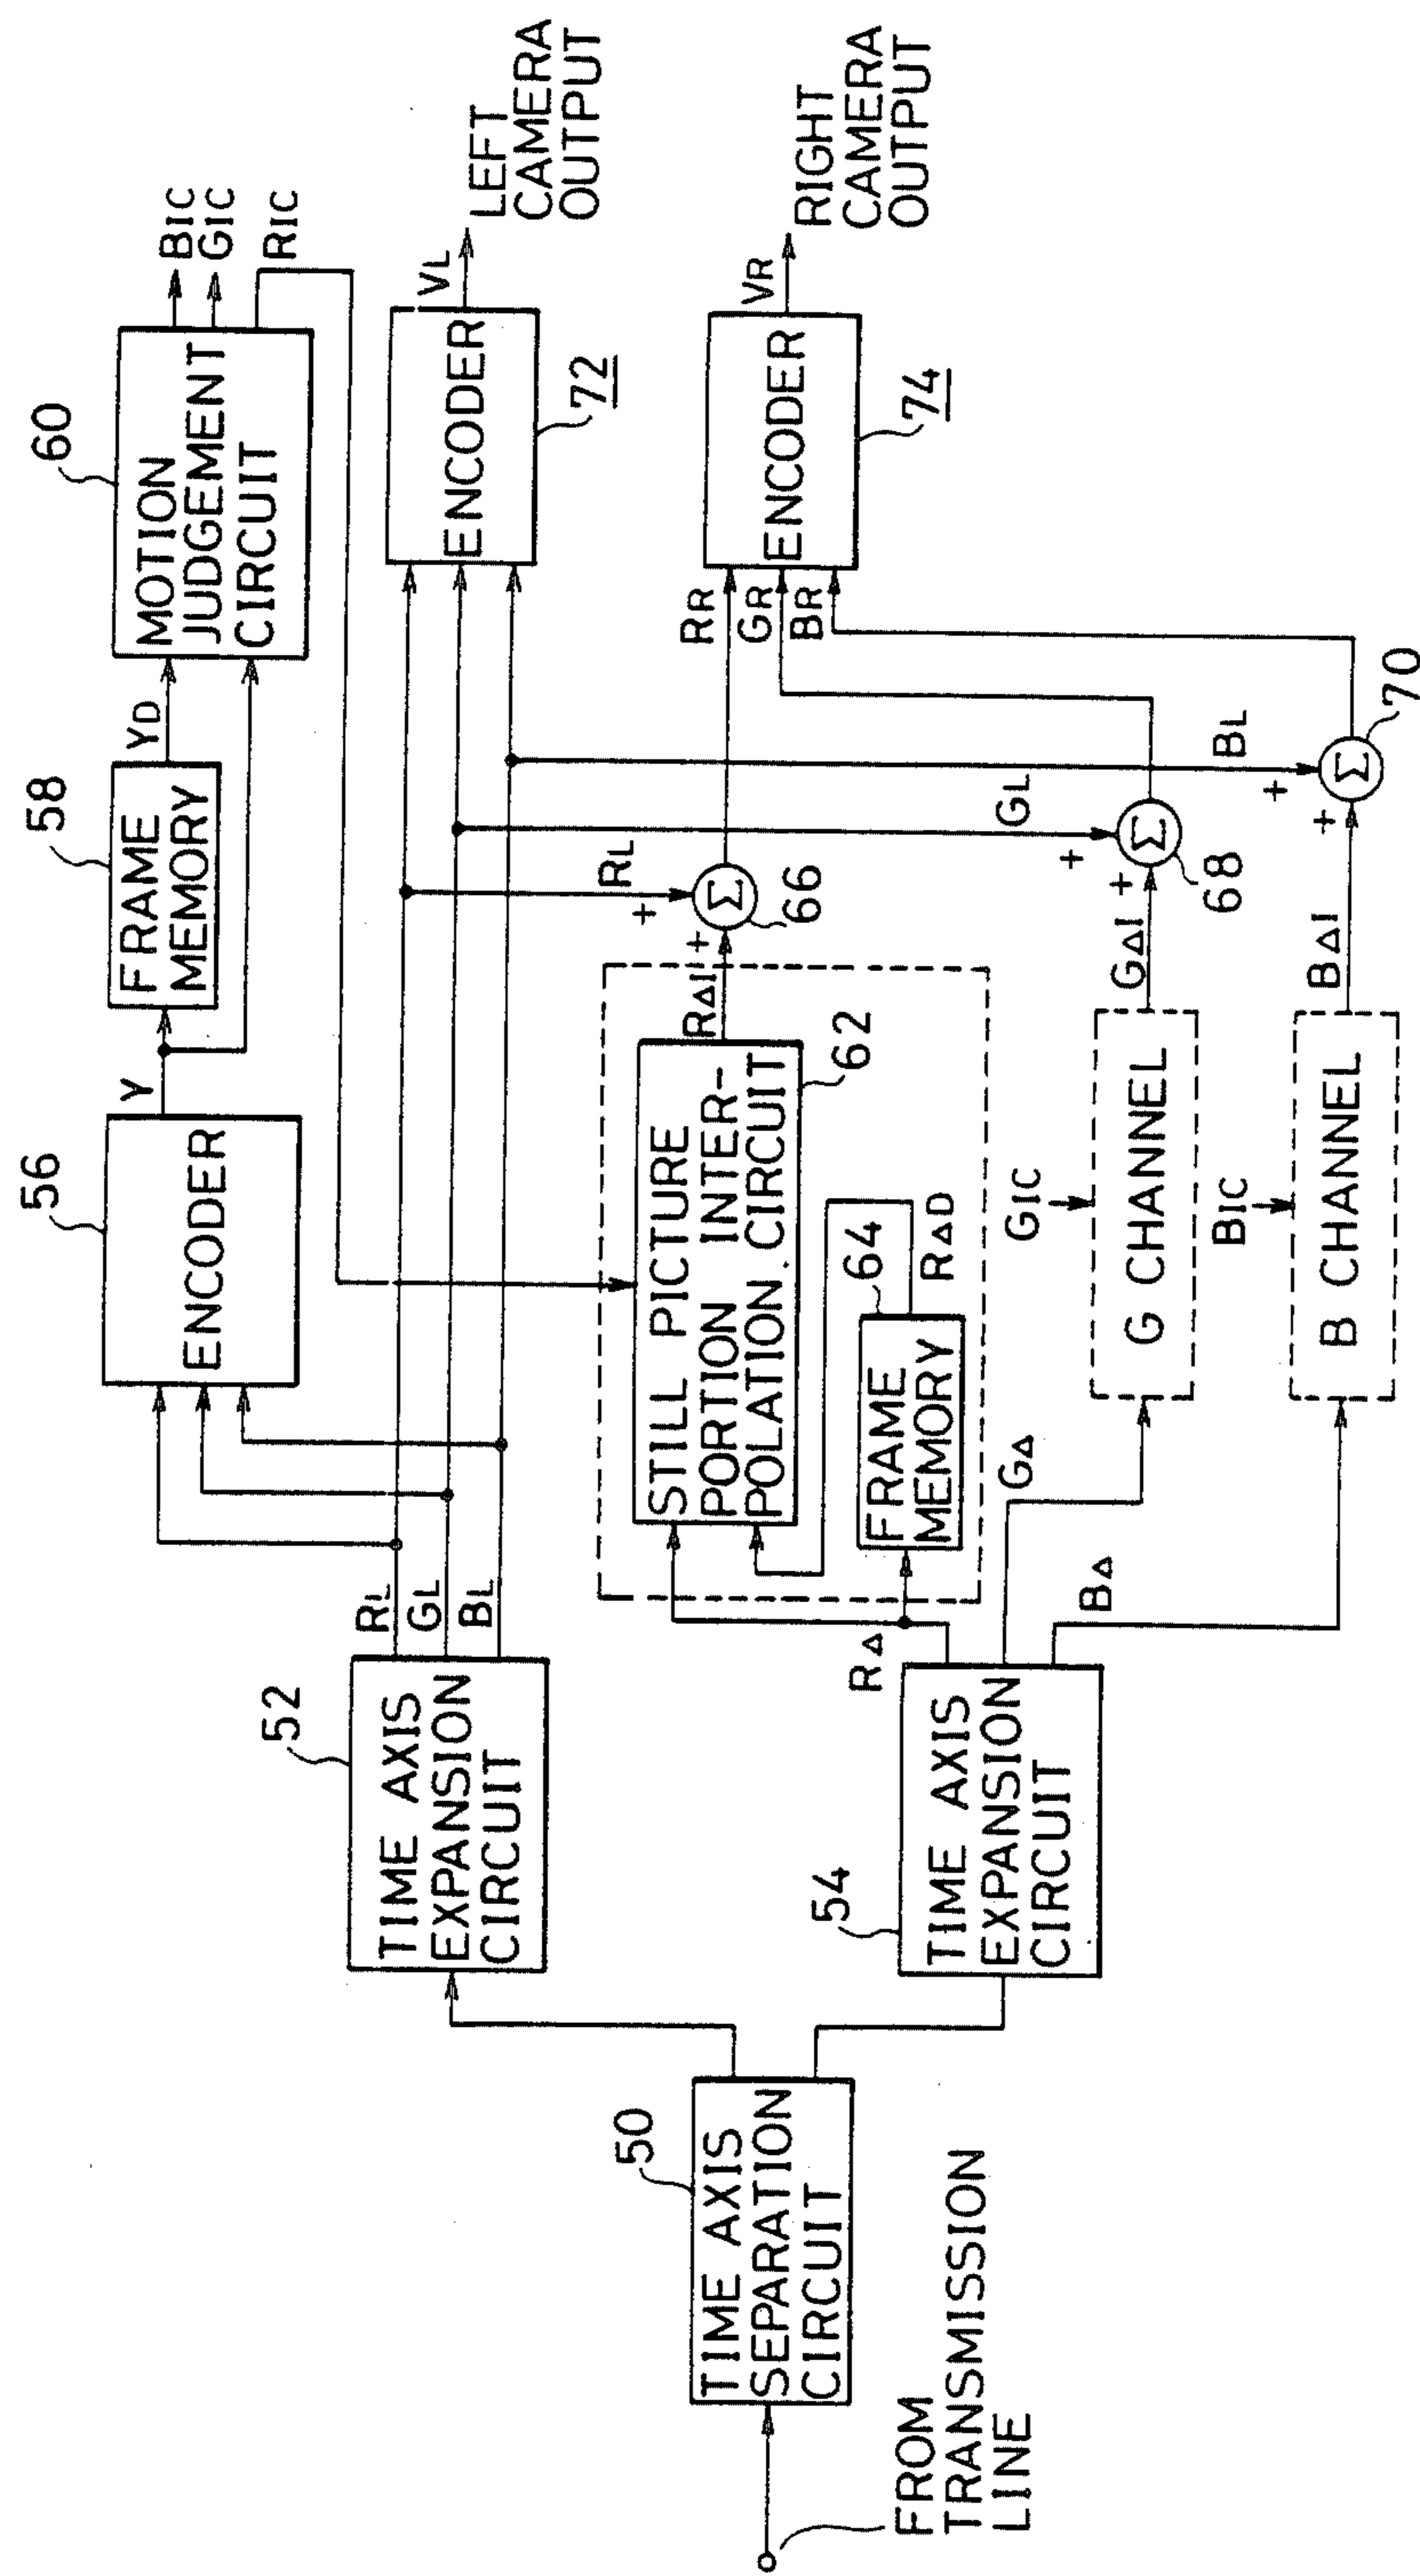 FROM
TRANSMISSION
LINE
50
TIME AXIS
SEPARATION
CIRCUIT
52
TIME AXIS
EXPANSION
CIRCUIT
RL
GL
BL
54
TIME AXIS
EXPANSION
CIRCUIT
RΔ
GΔ
BΔ
56
ENCODER
Y
58
FRAME
MEMORY
YD
60
MOTION
JUDGEMENT
CIRCUIT
BIC
GIC
RIC
STILL PICTURE
PORTION INTER-
POLATION CIRCUIT
62
64
FRAME
MEMORY
RΔD
RΔI
+
+
RL
Σ
66
GIC
G CHANNEL
GΔI
+
+
GL
Σ
68
BIC
B CHANNEL
BΔI
+
+
BL
Σ
70
ENCODER
72
VL
LEFT
CAMERA
OUTPUT
RR
GR
BR
ENCODER
74
VR
RIGHT
CAMERA
OUTPUT